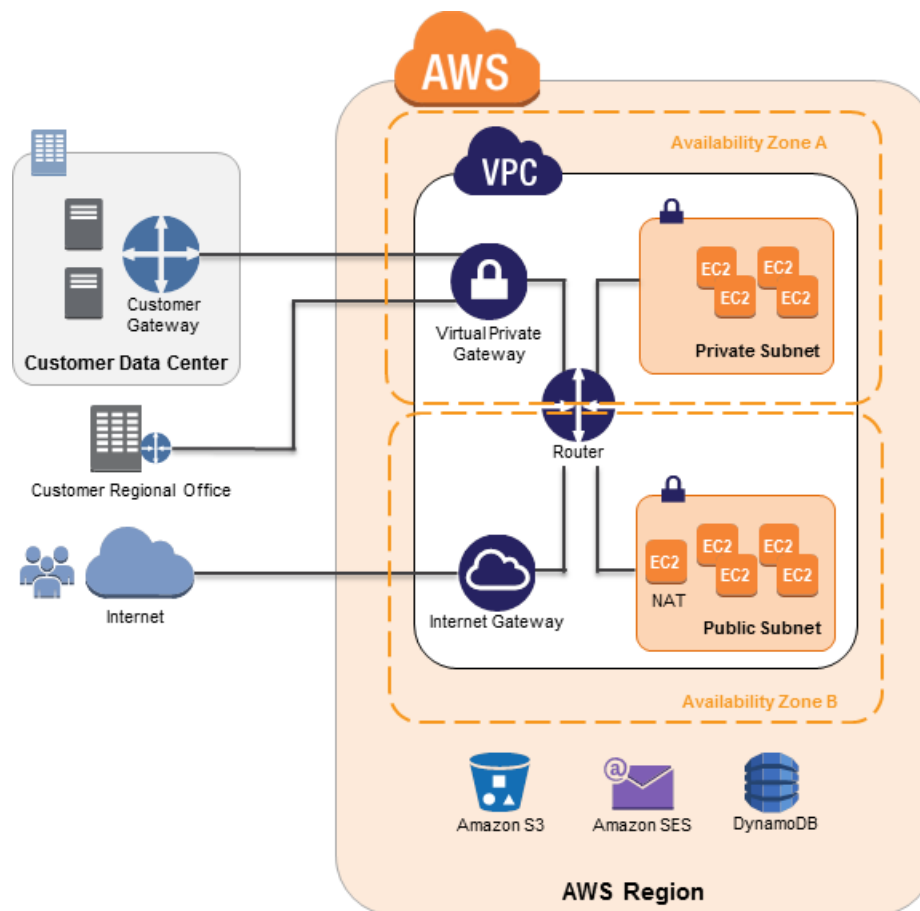 AWS
Availability Zone A
VPC
EC2
EC2
EC2
EC2
Private Subnet
Customer
Gateway
Customer Data Center
Virtual Private
Gateway
Router
Customer Regional Office
Internet
Internet Gateway
EC2
NAT
EC2
EC2
EC2
EC2
Public Subnet
Availability Zone B
@
Amazon S3
Amazon SES
DynamoDB
AWS Region